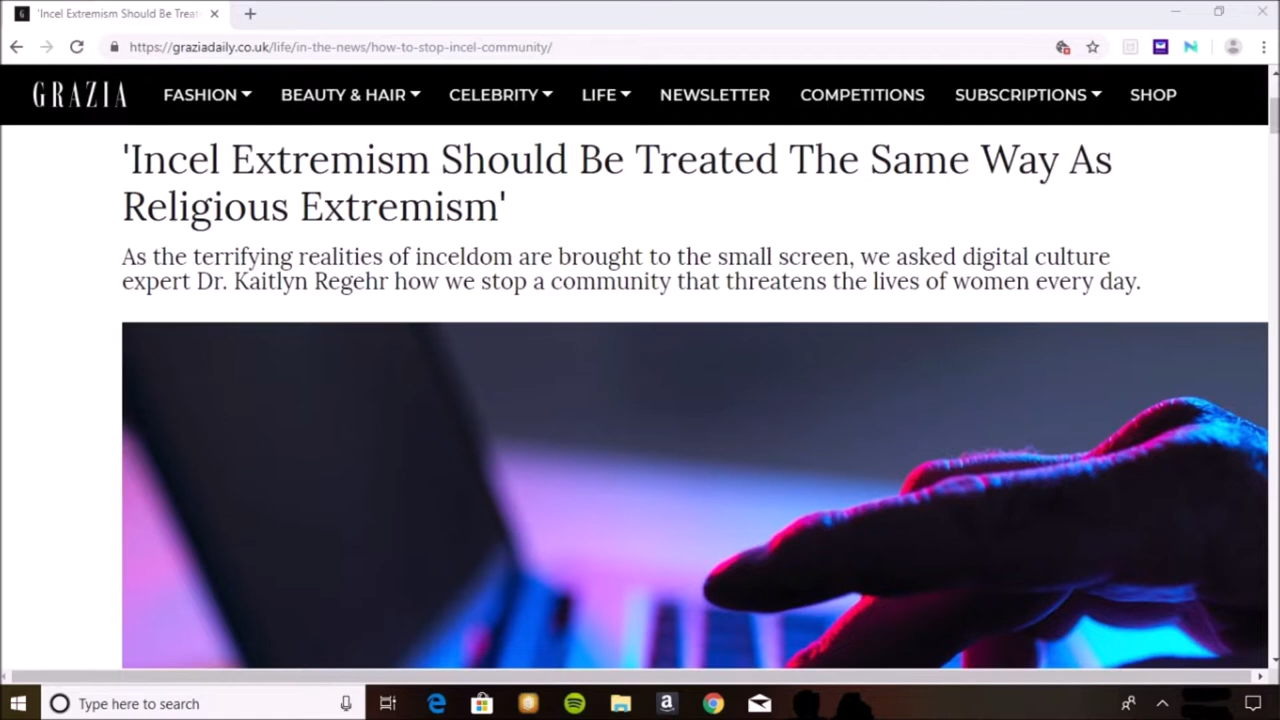 'Incel Extremism Should Be Treat
https://graziadaily.co.uk/life/in-the-news/how-to-stop-incel-community/
GRAZIA FASHION BEAUTY & HAIR CELEBRITY LIFE NEWSLETTER COMPETITIONS SUBSCRIPTIONS SHOP
'Incel Extremism Should Be Treated The Same Way As
Religious Extremism'
As the terrifying realities of inceldom are brought to the small screen, we asked digital culture
expert Dr. Kaitlyn Regehr how we stop a community that threatens the lives of women every day.
Type here to search